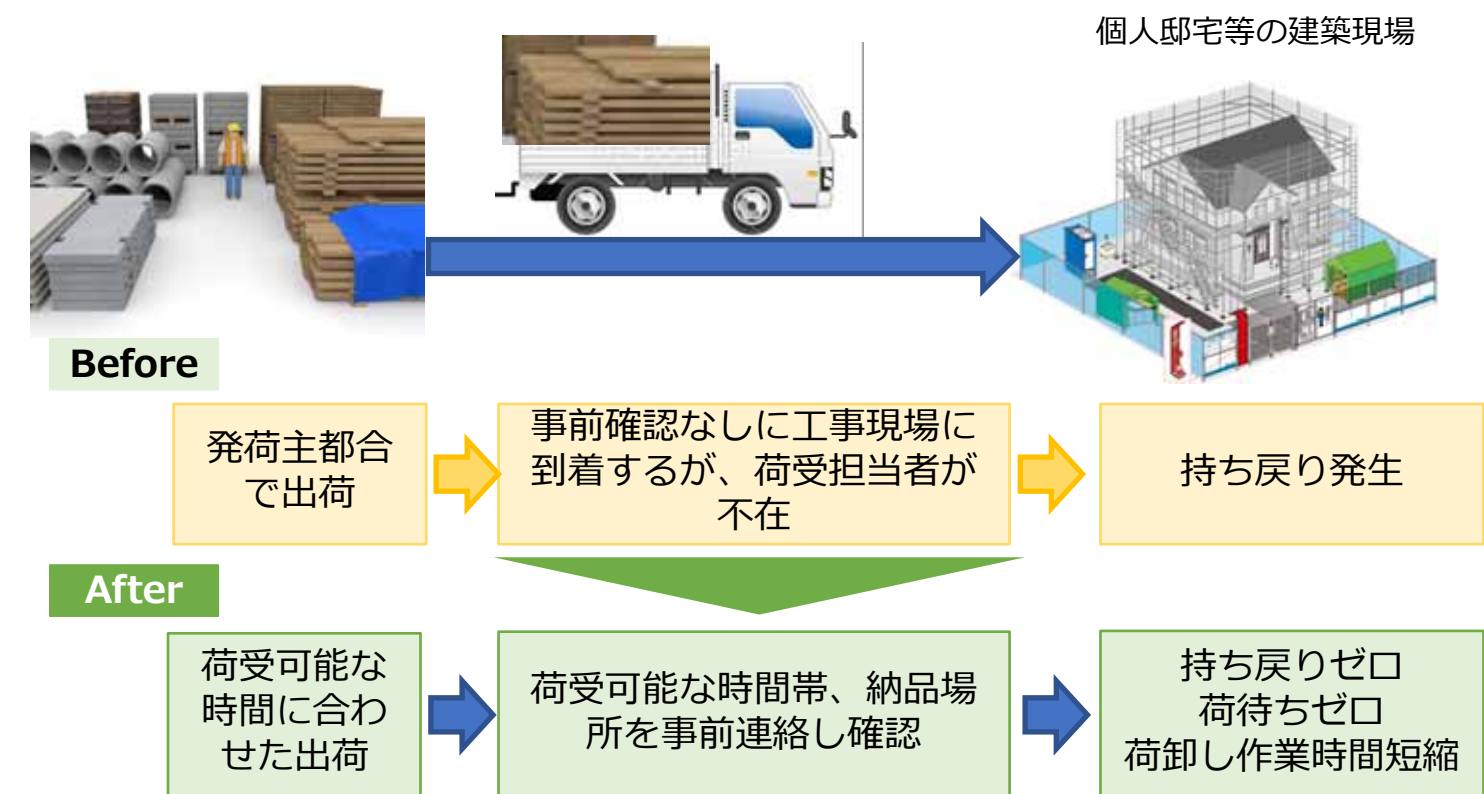 個人邸宅等の建築現場
Before
発荷主都合
で出荷
事前確認なしに工事現場に
到着するが、荷受担当者が
不在
持ち戻り発生
After
荷受可能な
時間に合わ
せた出荷
荷受可能な時間帯、納品場
所を事前連絡し確認
持ち戻りゼロ
荷待ちゼロ
荷卸し作業時間短縮